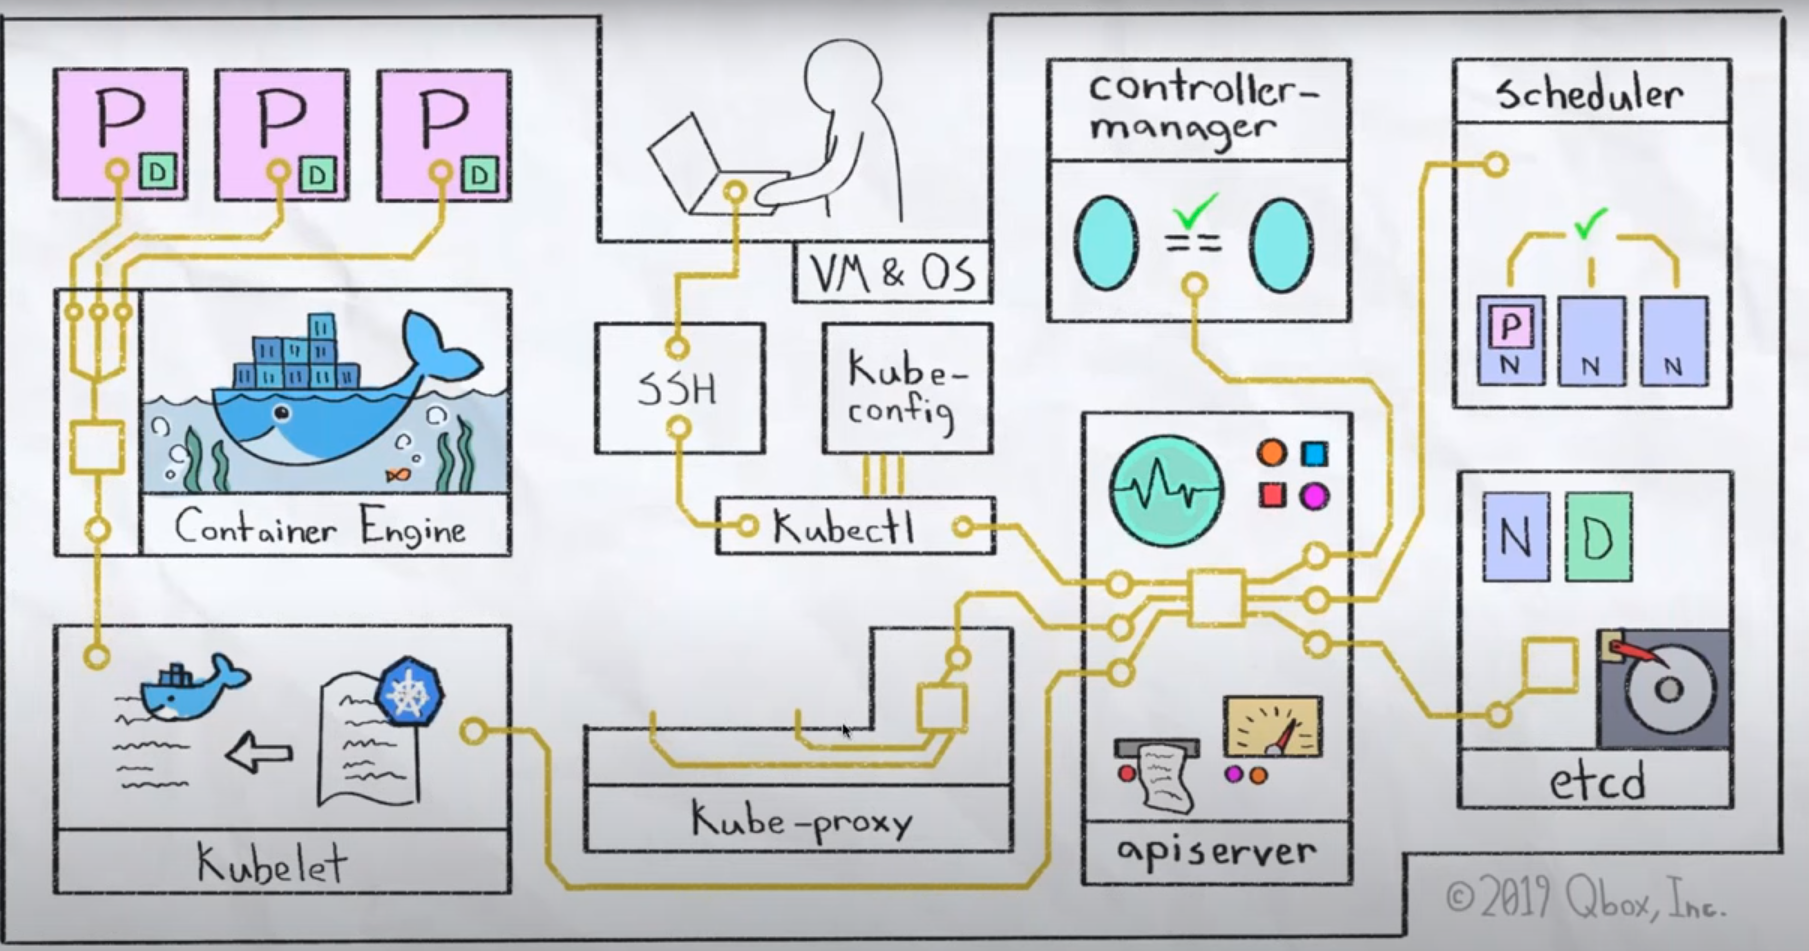 P
D
P
D
P
D
VM & OS
controller-
manager
scheduler
P
N
N
N
SSH
Kube-
config
Kubectl
Container Engine
N
D
Kubelet
Kube-proxy
apiserver
etcd
©2019 Qbox, Inc.